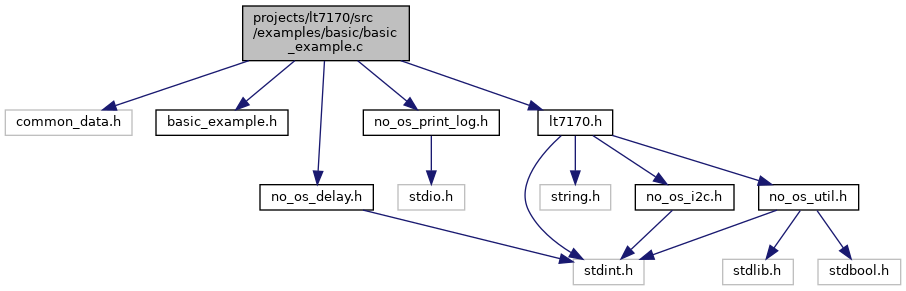 projects/lt7170/src
/examples/basic/basic
_example.c
common_data.h
basic_example.h
no_os_print_log.h
lt7170.h
no_os_delay.h
stdio.h
string.h
no_os_i2c.h
no_os_util.h
stdint.h
stdlib.h
stdbool.h